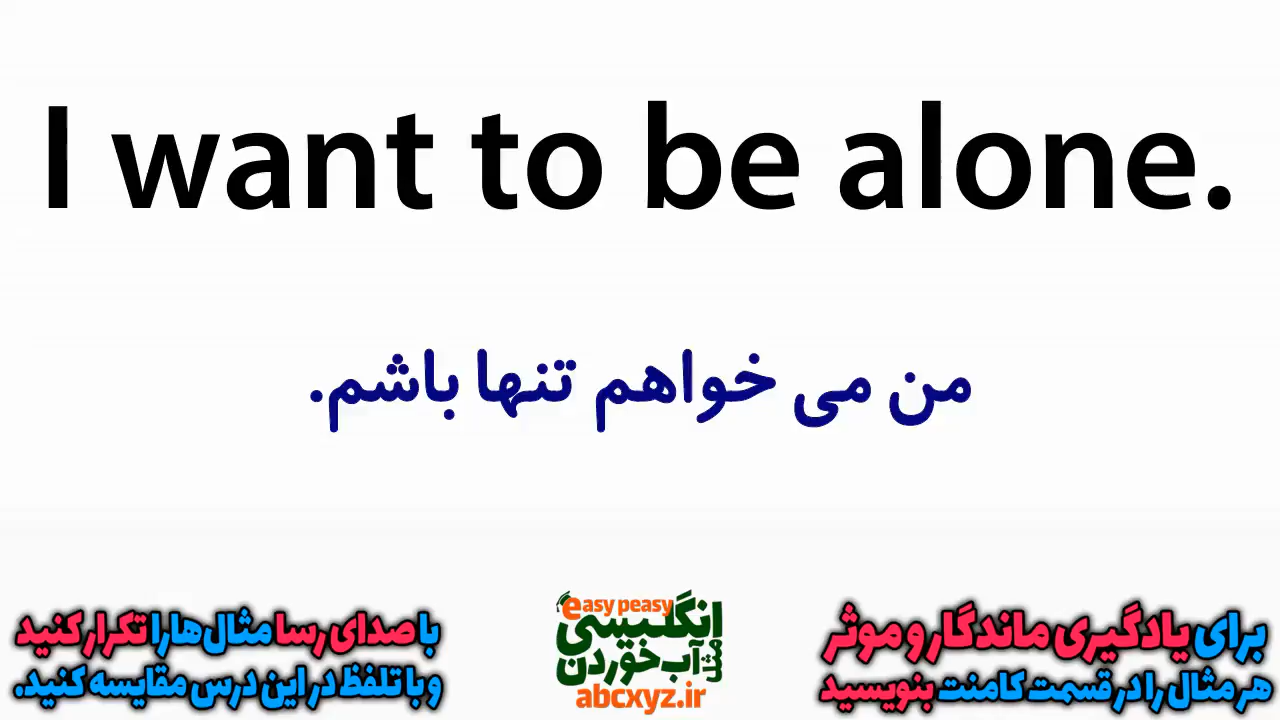 I want to be alone.
من می خواهم تنها باشم.
برای یادگیری ماندگار و موثر
هر مثال را در قسمت کامنت بنویسید
easy peasy
انگلیسی
مثل
آب خوردن
abcxyz.ir
با صدای رسا مثال‌ها را تکرار کنید
و با تلفظ در این درس مقایسه کنید.